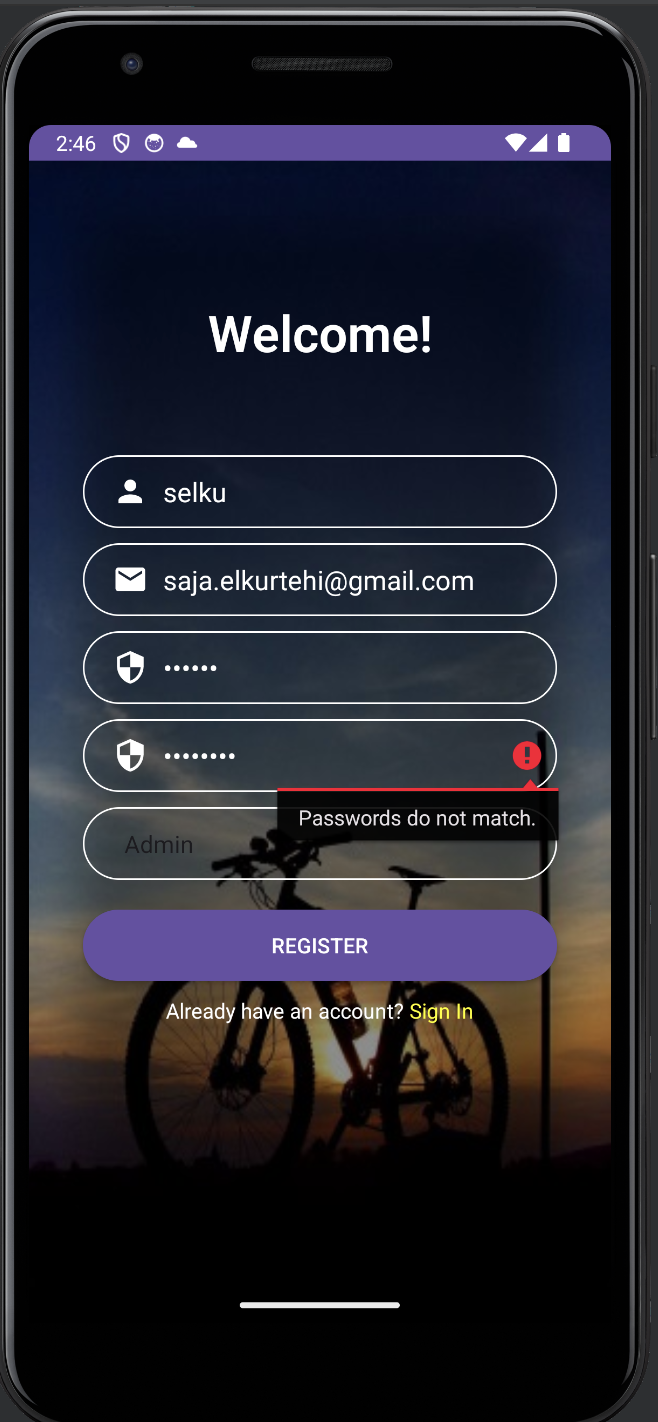 2:46
Welcome!
selku
saja.elkurtehi@gmail.com
••••••
••••••••
Passwords do not match.
Admin
REGISTER
Already have an account? Sign In